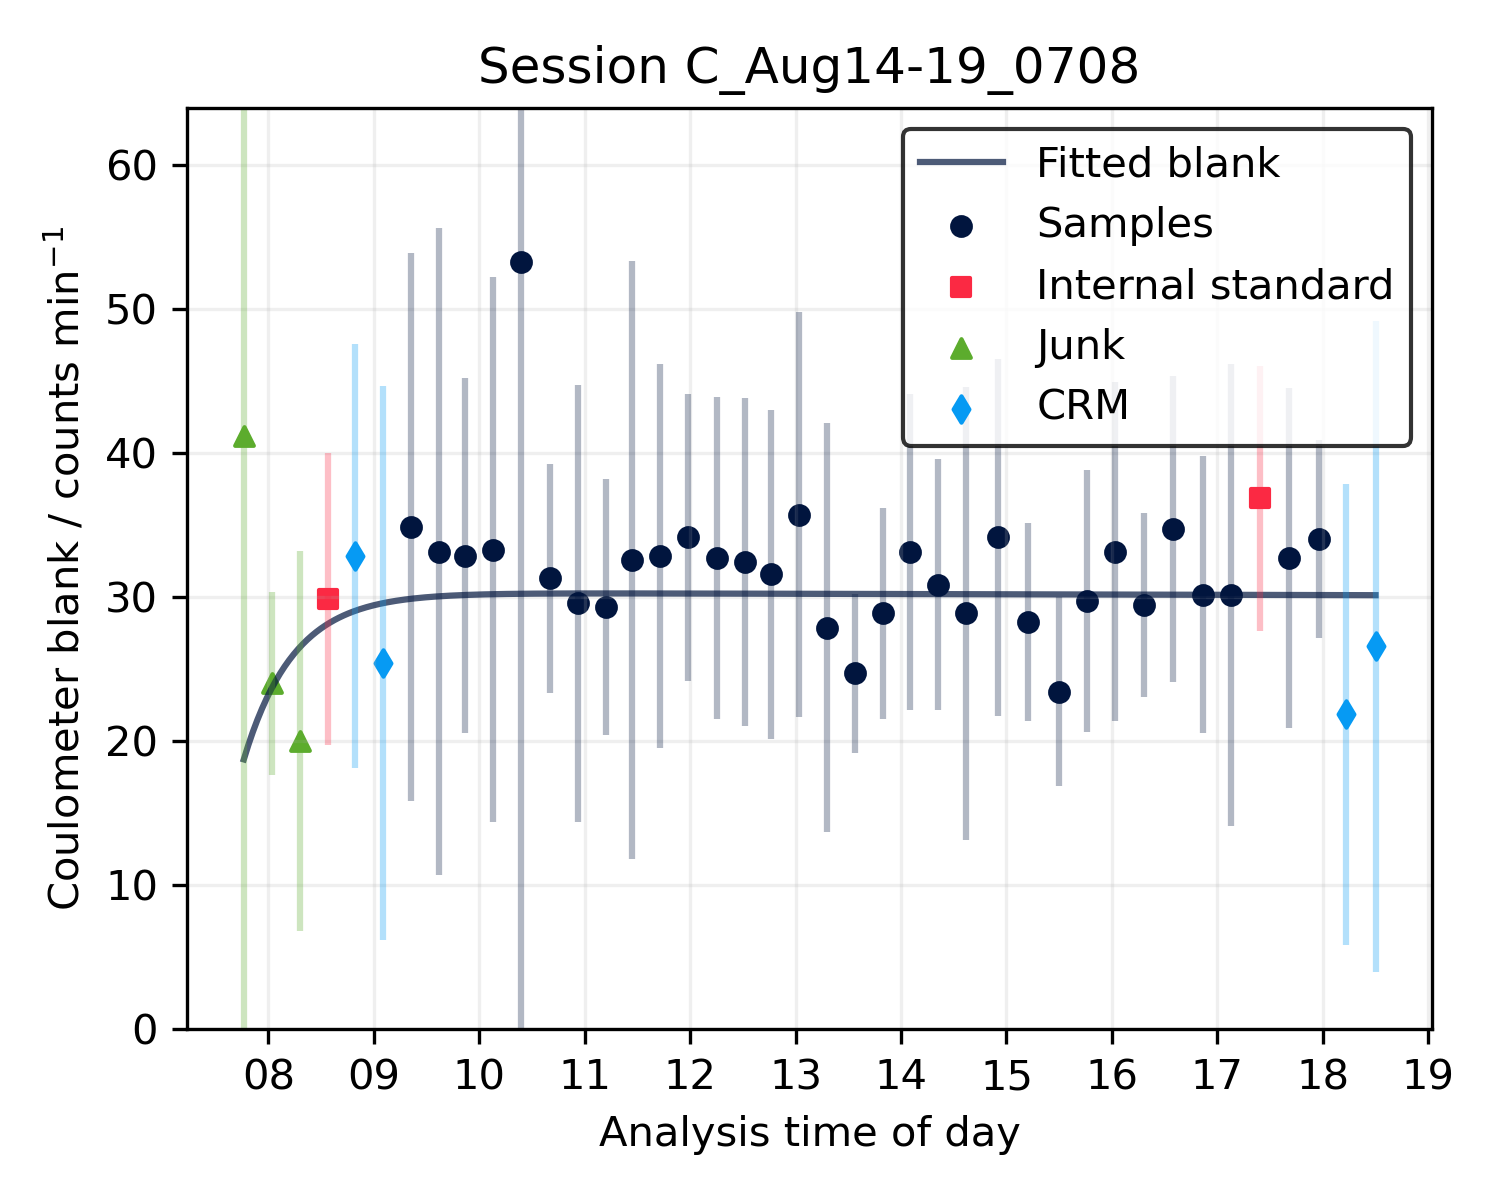 Session C_Aug14-19_0708
Coulometer blank / counts min⁻¹
60
50
40
30
20
10
0
Fitted blank
Samples
Internal standard
Junk
CRM
08 09 10 11 12 13 14 15 16 17 18 19
Analysis time of day